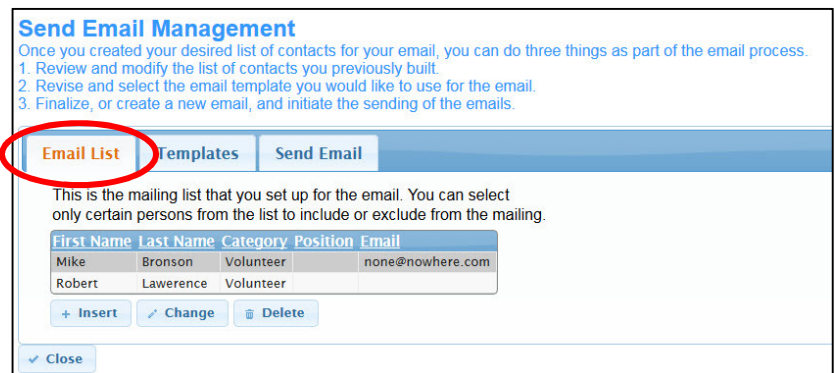 Send Email Management
Once you created your desired list of contacts for your email, you can do three things as part of the email process.
1. Review and modify the list of contacts you previously built.
2. Revise and select the email template you would like to use for the email.
3. Finalize, or create a new email, and initiate the sending of the emails.
Email List Templates Send Email
This is the mailing list that you set up for the email. You can select
only certain persons from the list to include or exclude from the mailing.
First Name Last Name Category Position Email
Mike Bronson Volunteer none@nowhere.com
Robert Lawerence Volunteer
+ Insert Change Delete
Close